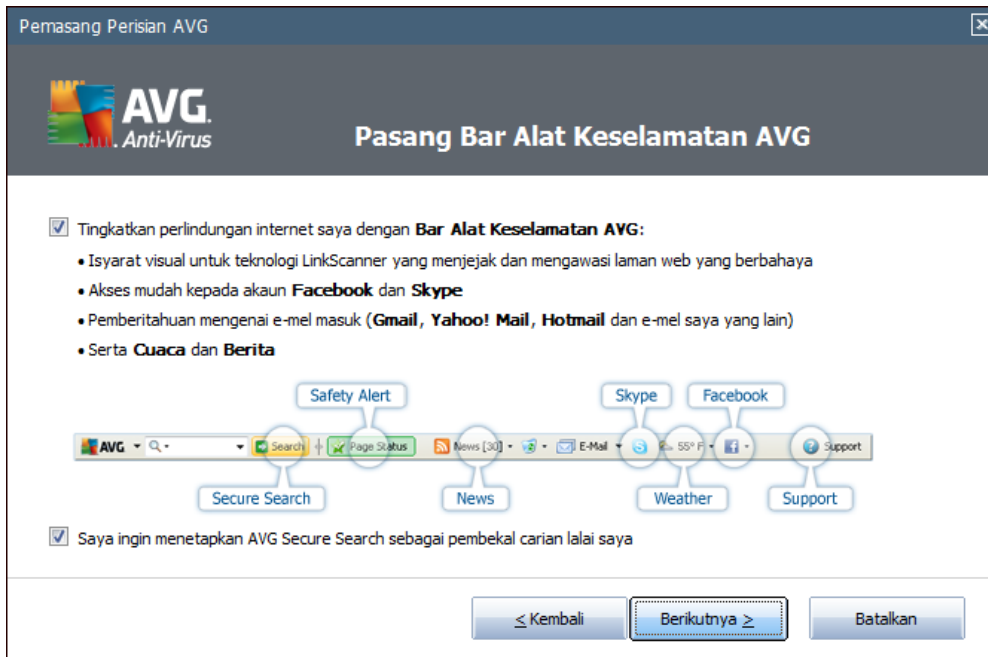 Pemasang Perisian AVG
AVG.
Anti-Virus
Pasang Bar Alat Keselamatan AVG
Tingkatkan perlindungan internet saya dengan Bar Alat Keselamatan AVG:
• Isyarat visual untuk teknologi LinkScanner yang menjejak dan mengawasi laman web yang berbahaya
• Akses mudah kepada akaun Facebook dan Skype
• Pemberitahuan mengenai e-mel masuk (Gmail, Yahoo! Mail, Hotmail dan e-mel saya yang lain)
• Serta Cuaca dan Berita
Safety Alert Skype Facebook
AVG Search Page Status News [30] E-Mail 55° F Support
Secure Search News Weather Support
Saya ingin menetapkan AVG Secure Search sebagai pembekal carian lalai saya
< Kembali Berikutnya > Batalkan